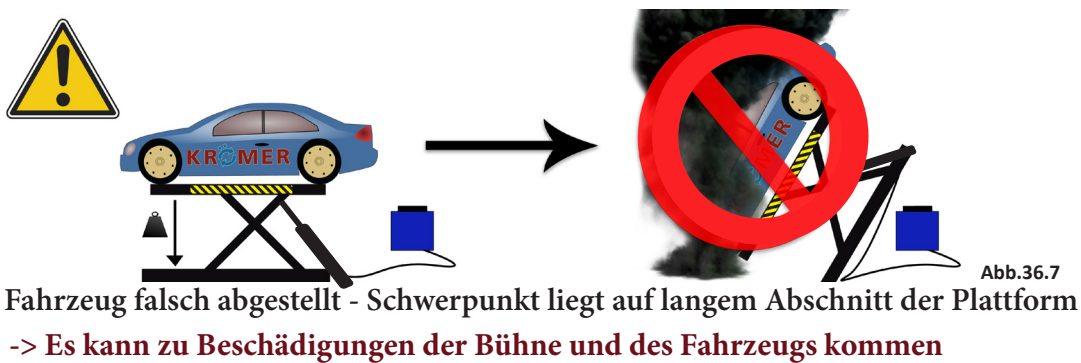 KRÖMER
MER
Abb.36.7
Fahrzeug falsch abgestellt - Schwerpunkt liegt auf langem Abschnitt der Plattform
-> Es kann zu Beschädigungen der Bühne und des Fahrzeugs kommen